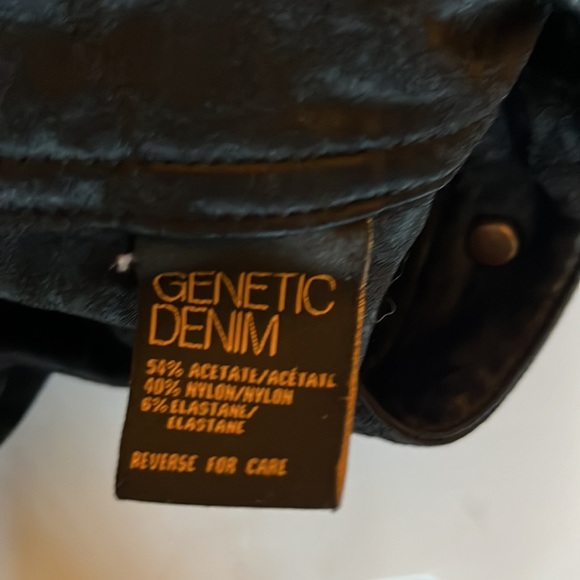 GENETIC
DENIM
54% ACETATE/ACÉTATE
40% NYLON/NYLON
6% ELASTANE/
ELASTANE
REVERSE FOR CARE